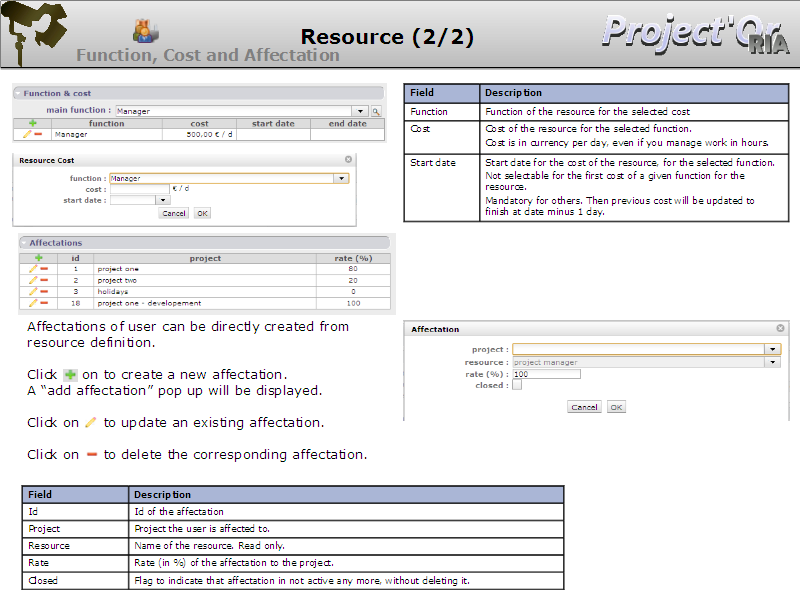 Resource (2/2)
Project'Or
RIA
Function, Cost and Affectation
Function & cost
main function : Manager
function cost start date end date
Manager 500,00 € / d
Resource Cost
function : Manager
cost : € / d
start date :
Cancel OK
Field Description
Function Function of the resource for the selected cost
Cost Cost of the resource for the selected function.
Cost is in currency per day, even if you manage work in hours.
Start date Start date for the cost of the resource, for the selected function.
Not selectable for the first cost of a given function for the
resource.
Mandatory for others. Then previous cost will be updated to
finish at date minus 1 day.
Affectations
id project rate (%)
1 project one 80
2 project two 20
3 holidays 0
18 project one - developement 100
Affectations of user can be directly created from
resource definition.
Click on to create a new affectation.
A “add affectation” pop up will be displayed.
Click on to update an existing affectation.
Click on to delete the corresponding affectation.
Affectation
project :
resource : project manager
rate (%) : 100
closed :
Cancel OK
Field Description
Id Id of the affectation
Project Project the user is affected to.
Resource Name of the resource. Read only.
Rate Rate (in %) of the affectation to the project.
Closed Flag to indicate that affectation in not active any more, without deleting it.